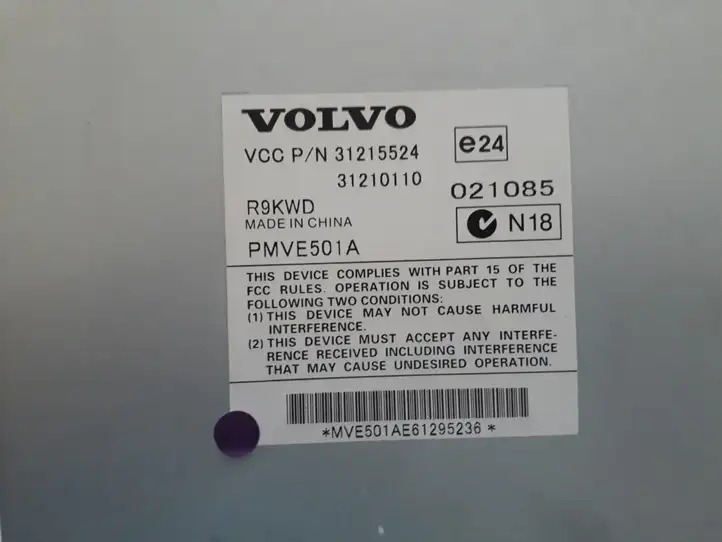 VOLVO
VCC P/N 31215524
31210110
e24
021085
R9KWD
MADE IN CHINA
N18
PMVE501A
THIS DEVICE COMPLIES WITH PART 15 OF THE
FCC RULES. OPERATION IS SUBJECT TO THE
FOLLOWING TWO CONDITIONS:
(1) THIS DEVICE MAY NOT CAUSE HARMFUL
INTERFERENCE.
(2) THIS DEVICE MUST ACCEPT ANY INTERFE-
RENCE RECEIVED INCLUDING INTERFERENCE
THAT MAY CAUSE UNDESIRED OPERATION.
*MVE501AE61295236*